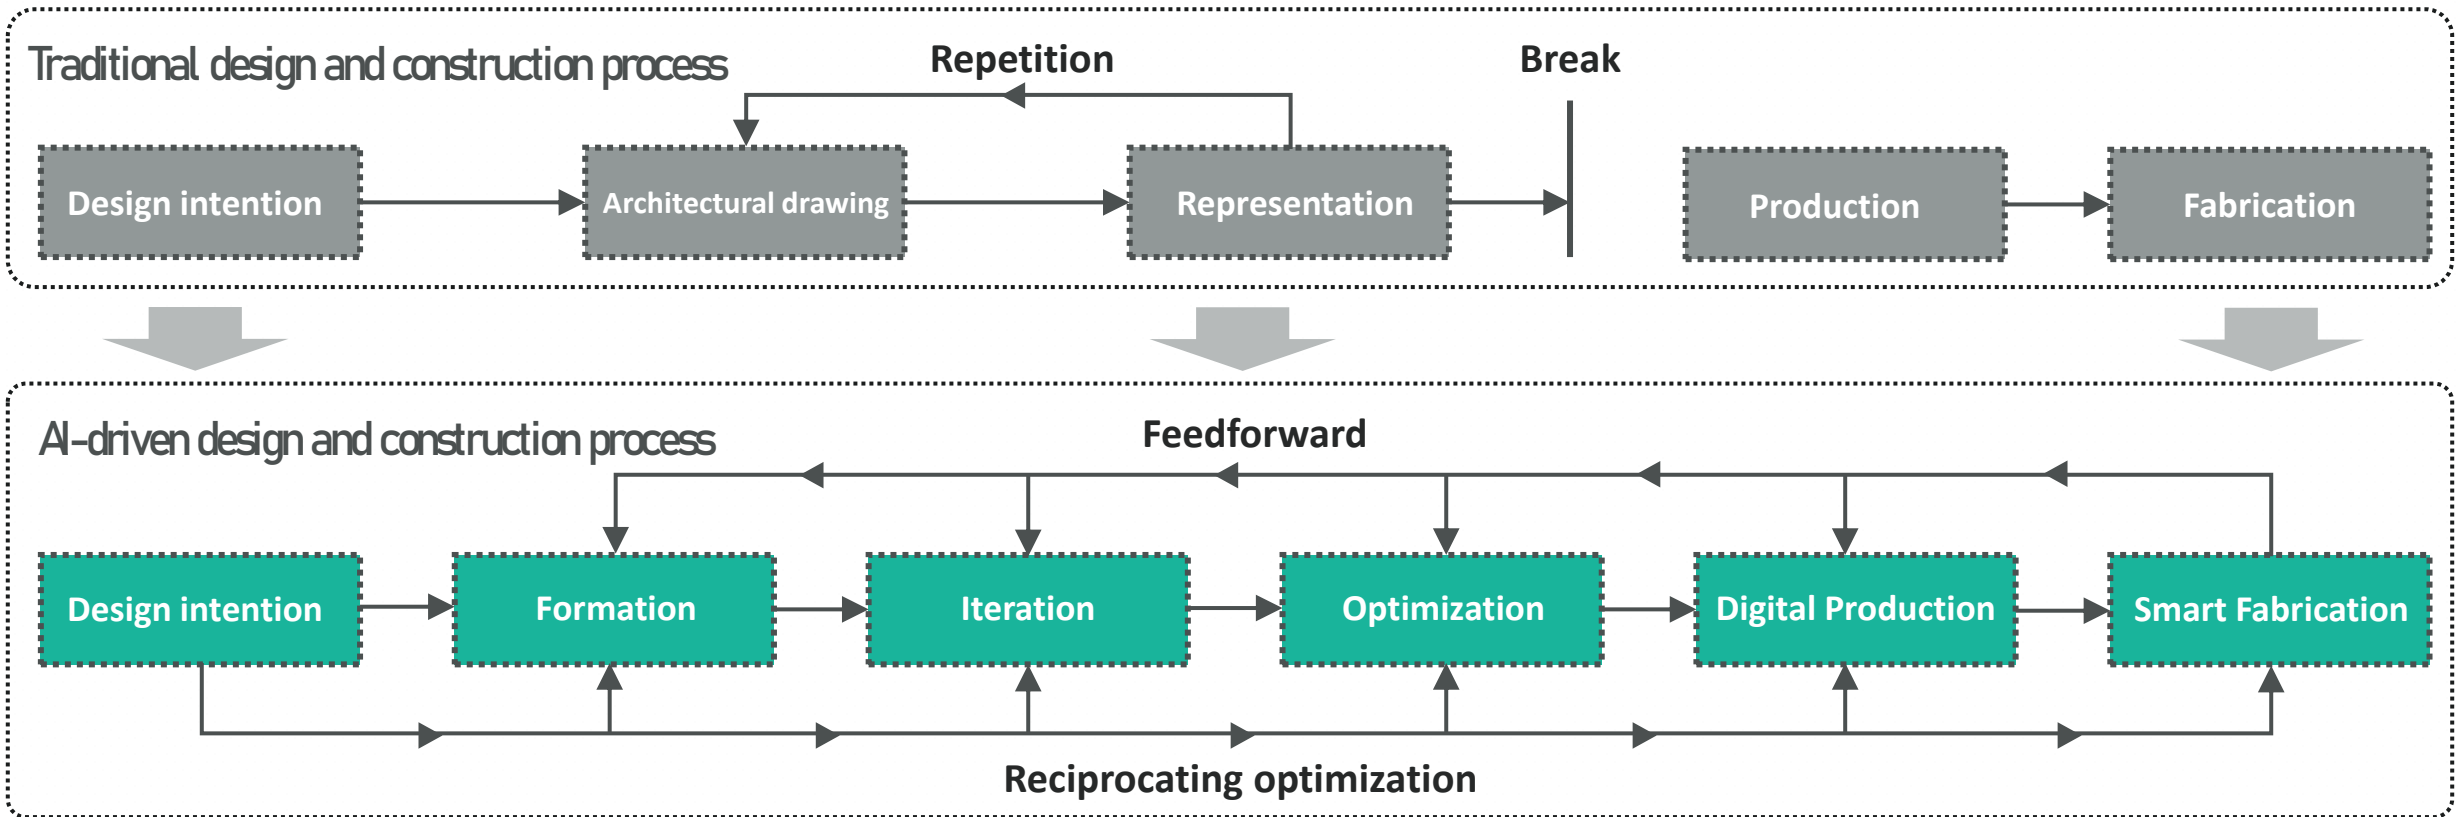 Traditional design and construction process
Repetition
Break
Design intention
Architectural drawing
Representation
Production
Fabrication
AI-driven design and construction process
Feedforward
Design intention
Formation
Iteration
Optimization
Digital Production
Smart Fabrication
Reciprocating optimization